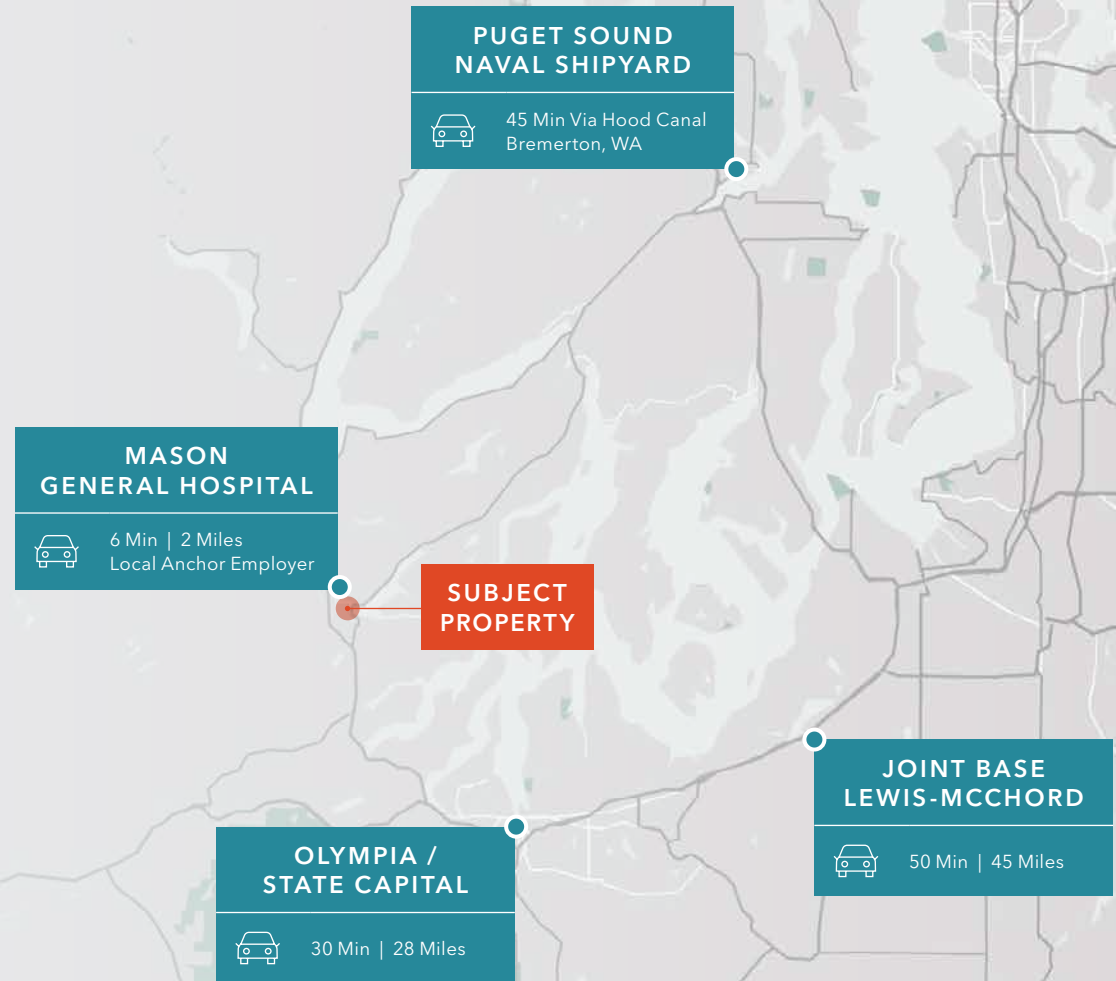 PUGET SOUND
NAVAL SHIPYARD
45 Min Via Hood Canal
Bremerton, WA
MASON
GENERAL HOSPITAL
6 Min | 2 Miles
Local Anchor Employer
SUBJECT
PROPERTY
JOINT BASE
LEWIS-MCCHORD
50 Min | 45 Miles
OLYMPIA /
STATE CAPITAL
30 Min | 28 Miles